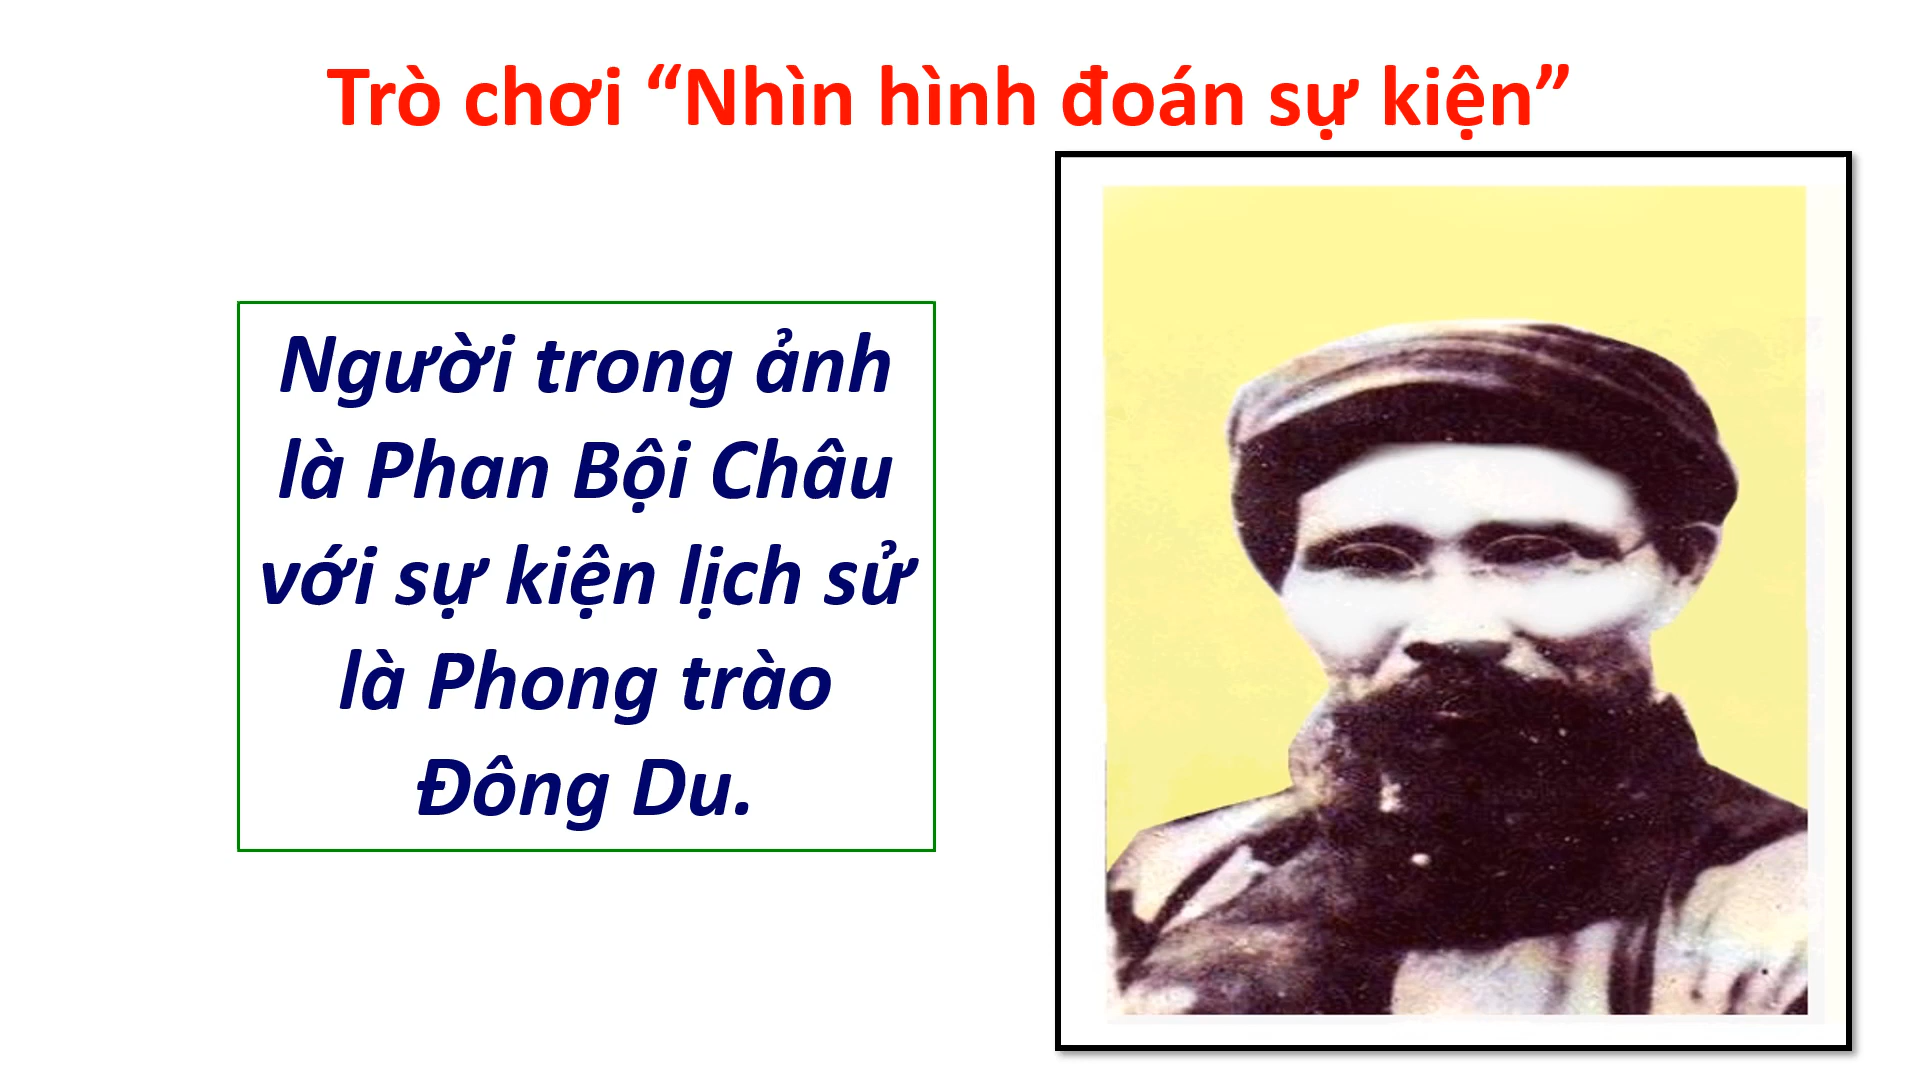 Trò chơi “Nhìn hình đoán sự kiện”
Người trong ảnh
là Phan Bội Châu
với sự kiện lịch sử
là Phong trào
Đông Du.